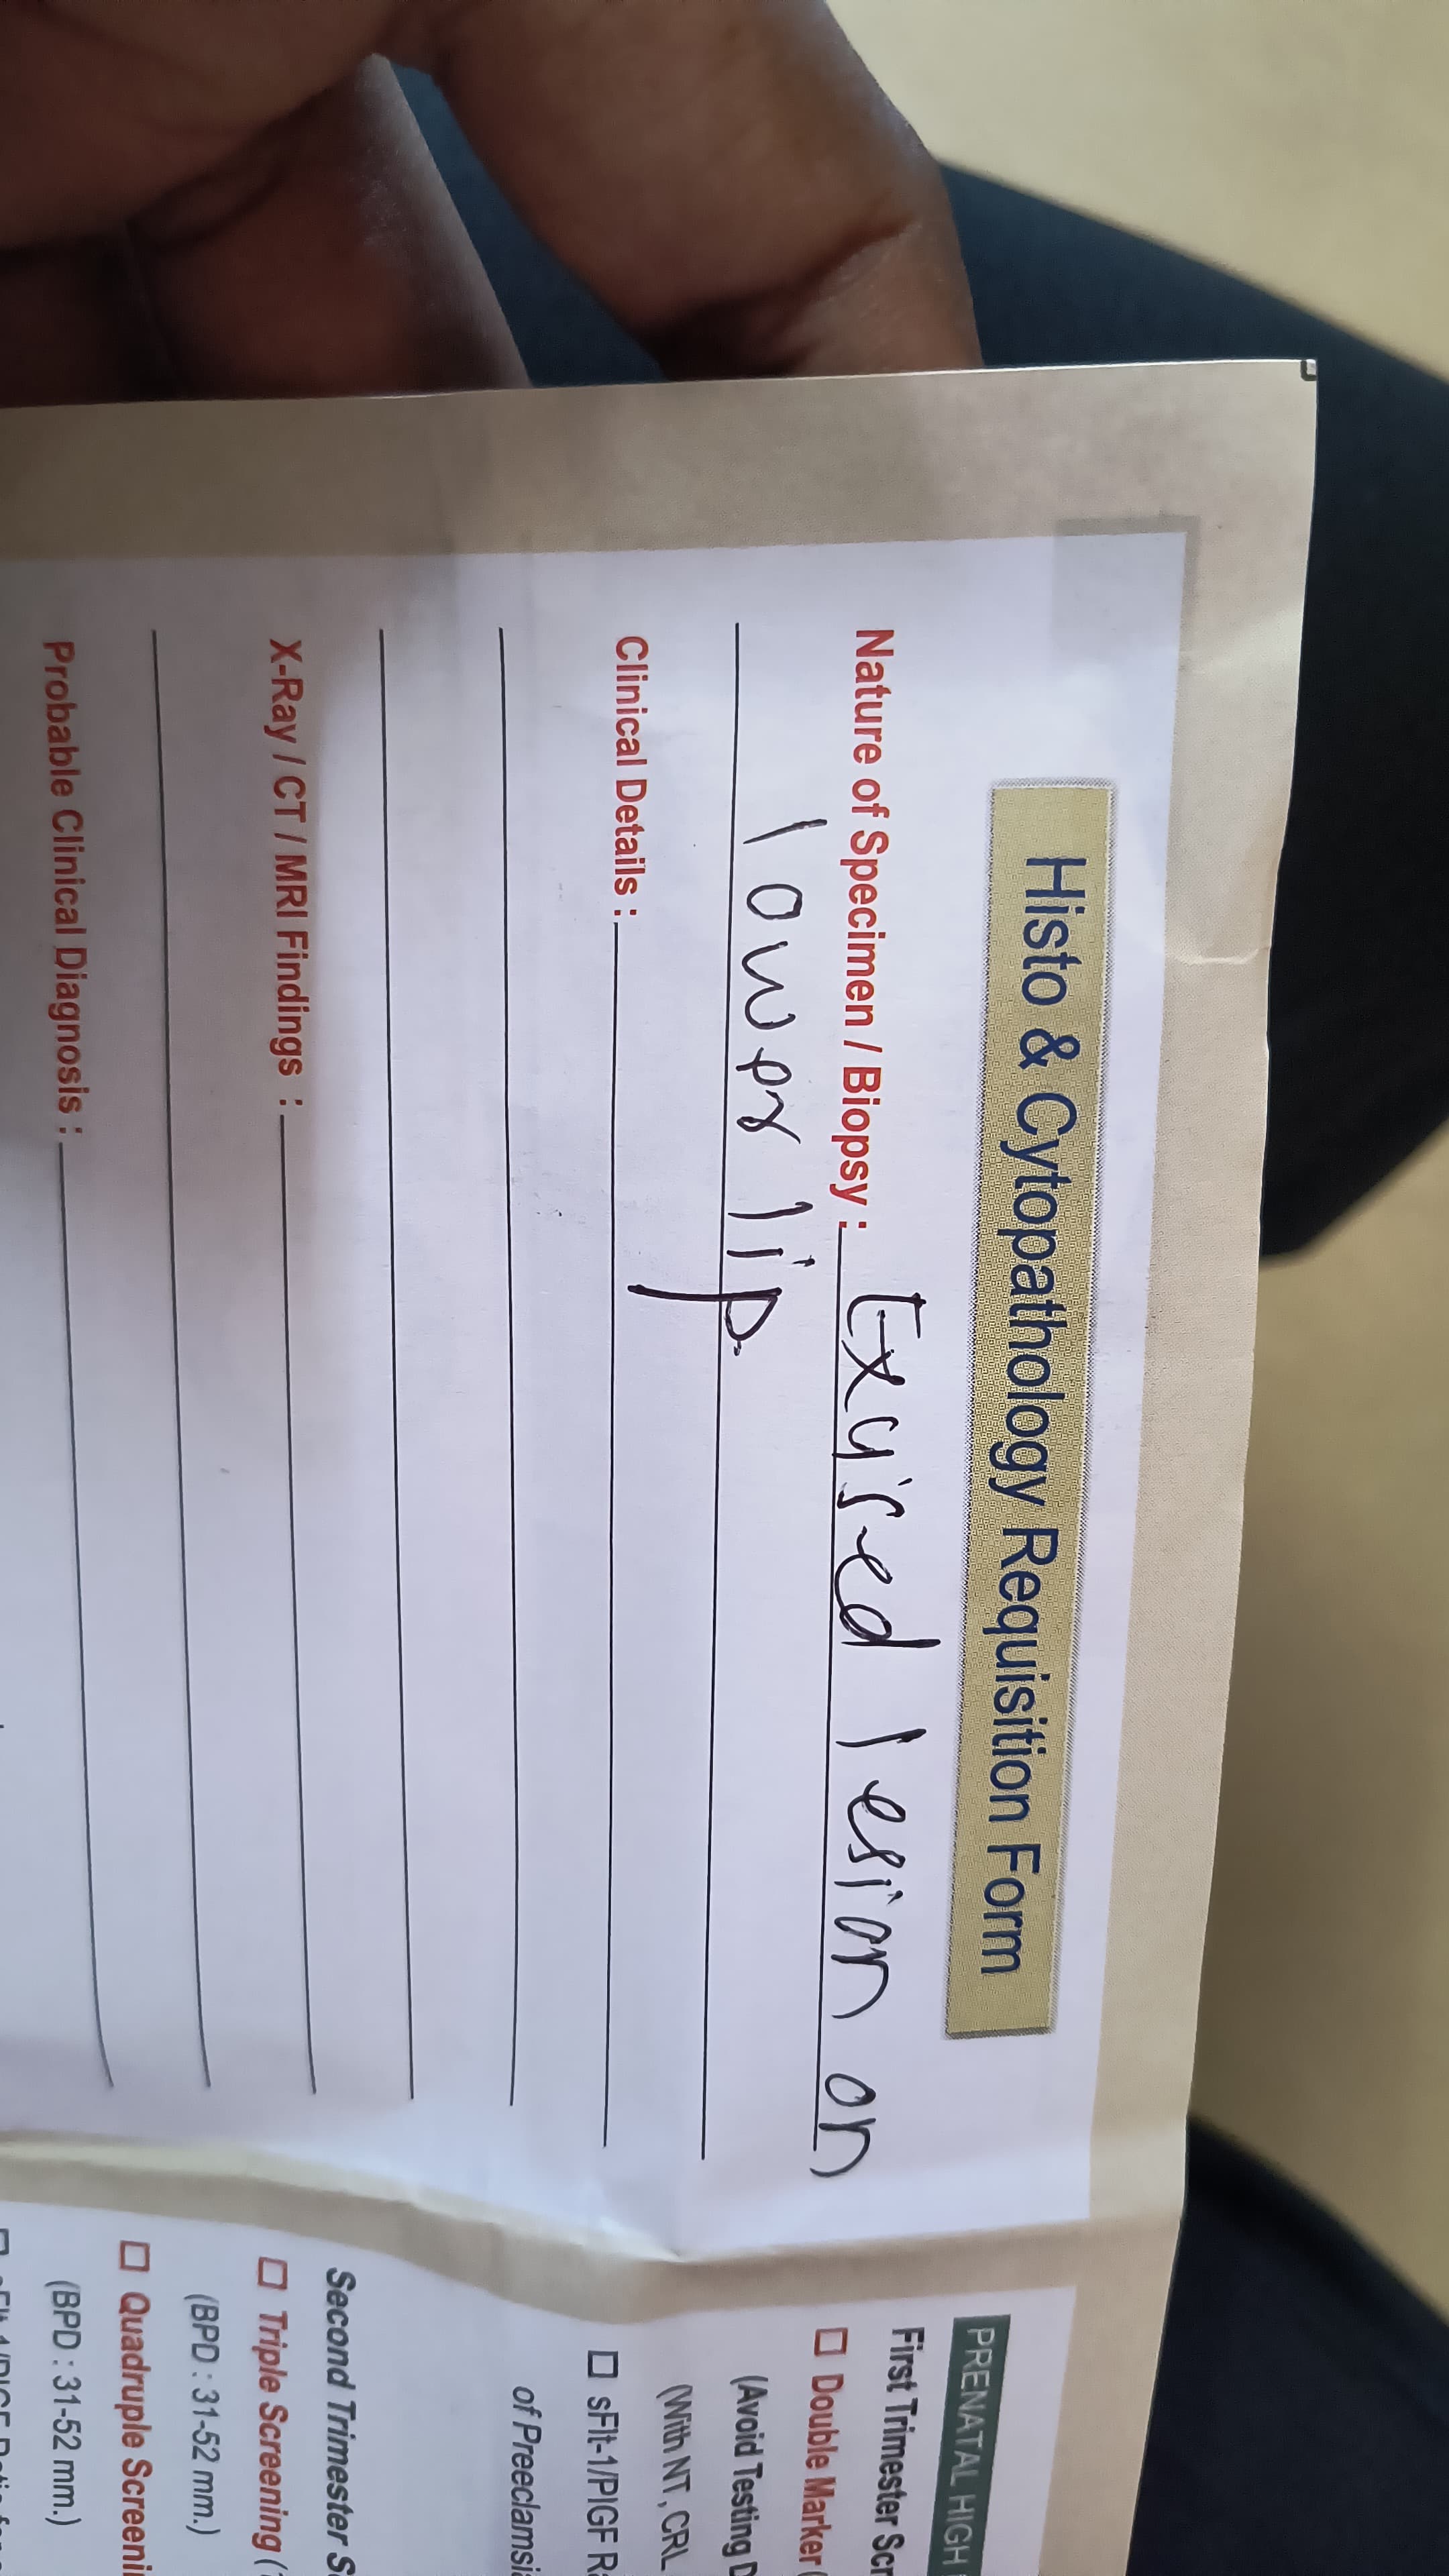 Histo & Cytopathology Requisition Form
Nature of Specimen / Biopsy : Excised lesion on
lower lip.
Clinical Details :
X-Ray / CT / MRI Findings :
Probable Clinical Diagnosis :
PRENATAL HIGH
First Trimester Scr
Double Marker (
(Avoid Testing D
(With NT, CRL
sFlt-1/PlGF R
of Preeclamsi
Second Trimester S
Triple Screening (
(BPD : 31-52 mm.)
Quadruple Screeni
(BPD : 31-52 mm.)